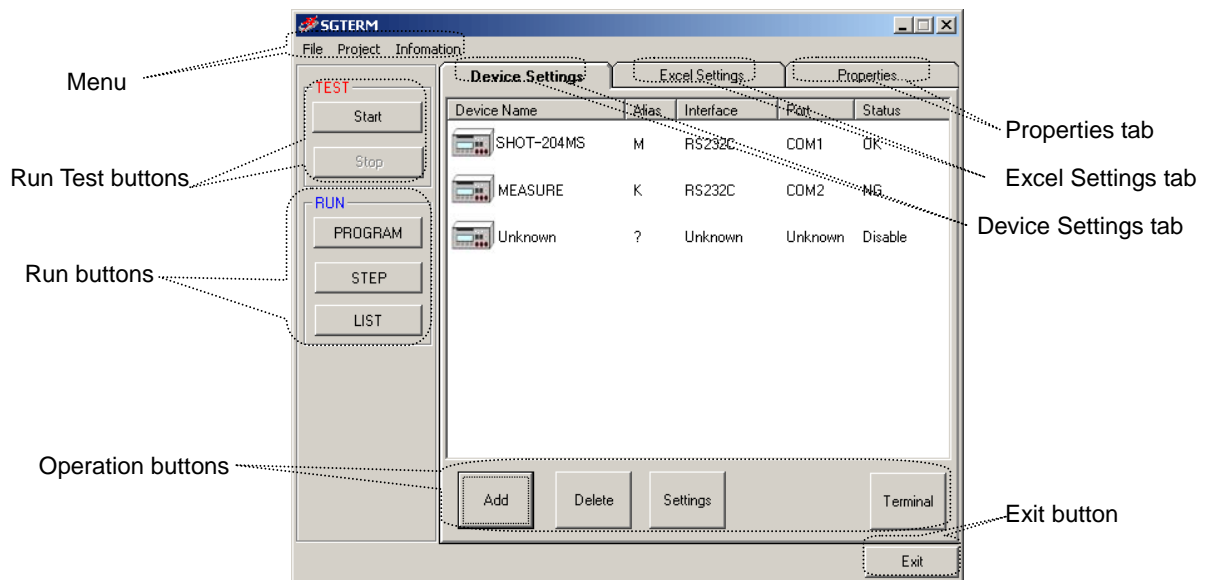 SGTERM
File Project Infomation
Menu
TEST
Start
Stop
Run Test buttons
RUN
PROGRAM
STEP
LIST
Run buttons
Device Settings Excel Settings Properties
Device Name Alias Interface Port Status
SHOT-204MS M RS232C COM1 OK
MEASURE K RS232C COM2 NG
Unknown ? Unknown Unknown Disable
Properties tab
Excel Settings tab
Device Settings tab
Operation buttons
Add Delete Settings Terminal
Exit button
Exit